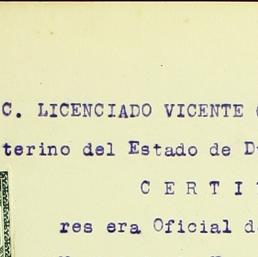 C. LICENCIADO VICENTE
terino del Estado de D
C E R T I
res era Oficial d